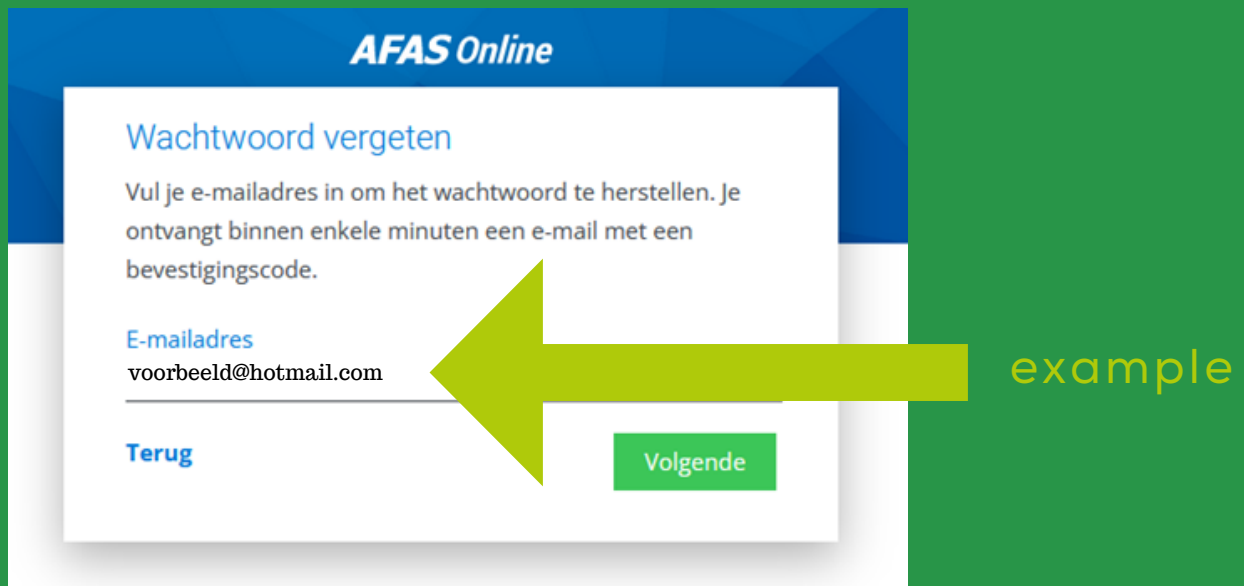 AFAS Online
Wachtwoord vergeten
Vul je e-mailadres in om het wachtwoord te herstellen. Je
ontvangt binnen enkele minuten een e-mail met een
bevestigingscode.
E-mailadres
voorbeeld@hotmail.com
example
Terug
Volgende